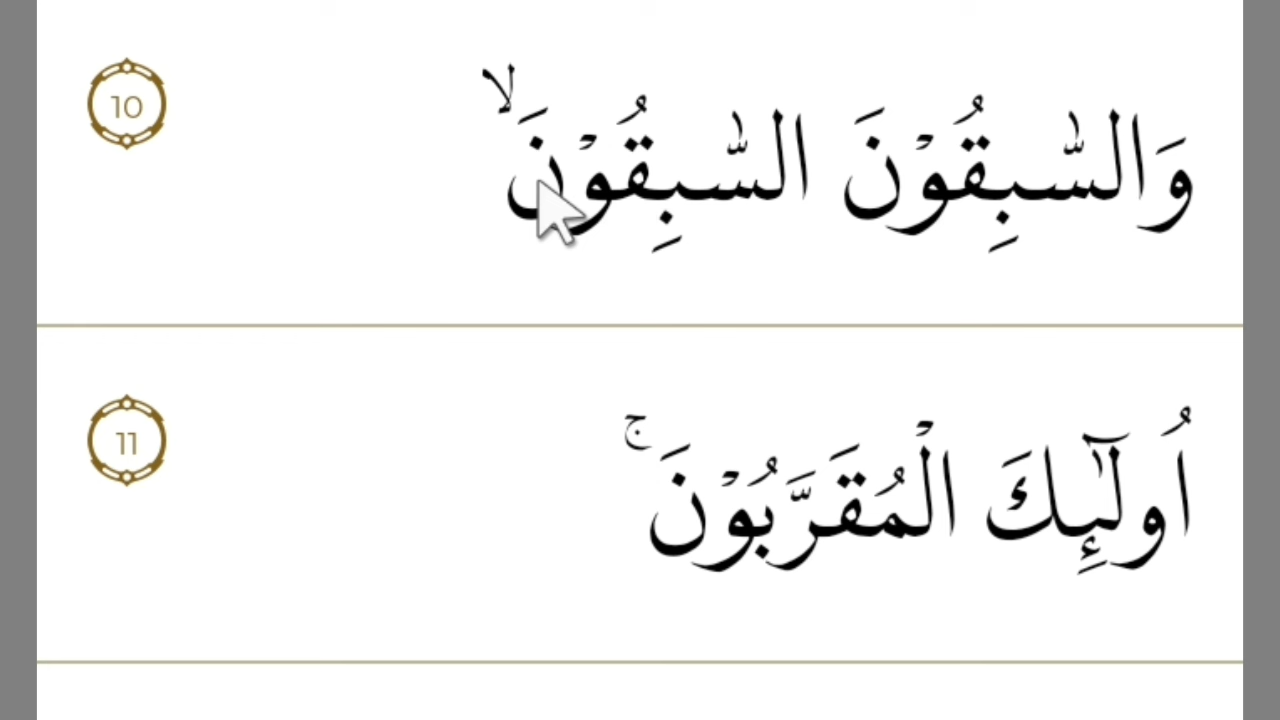 وَالسّٰبِقُوْنَ السّٰبِقُوْنَۙ
10
اُولٰۤىِٕكَ الْمُقَرَّبُوْنَۚ
11